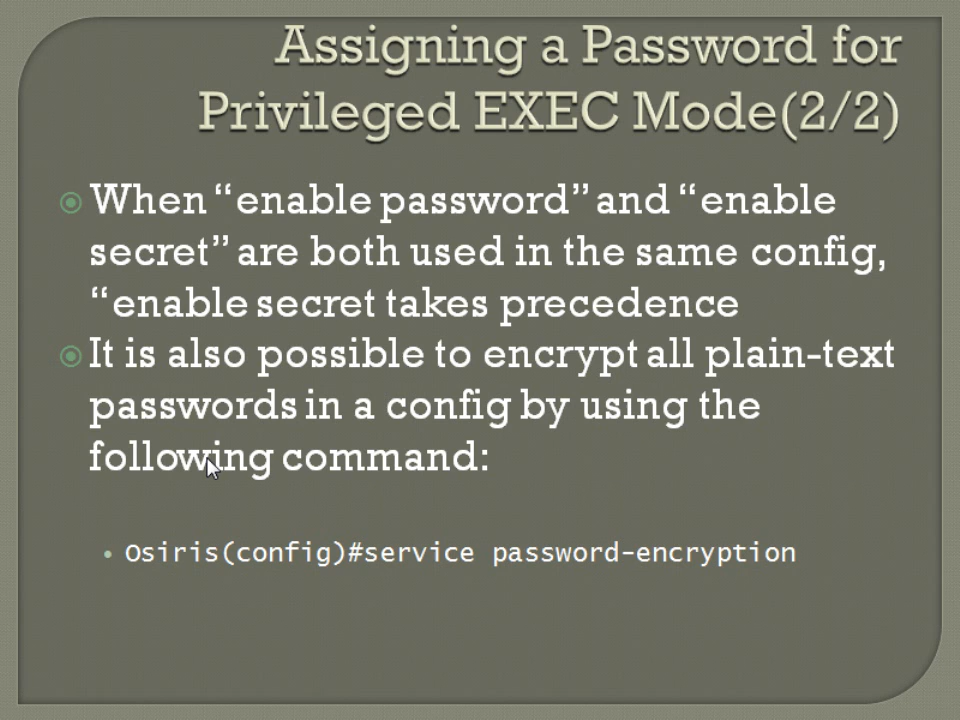 Assigning a Password for
Privileged EXEC Mode(2/2)
When “enable password” and “enable
secret” are both used in the same config,
“enable secret takes precedence
It is also possible to encrypt all plain-text
passwords in a config by using the
following command:
Osiris(config)#service password-encryption